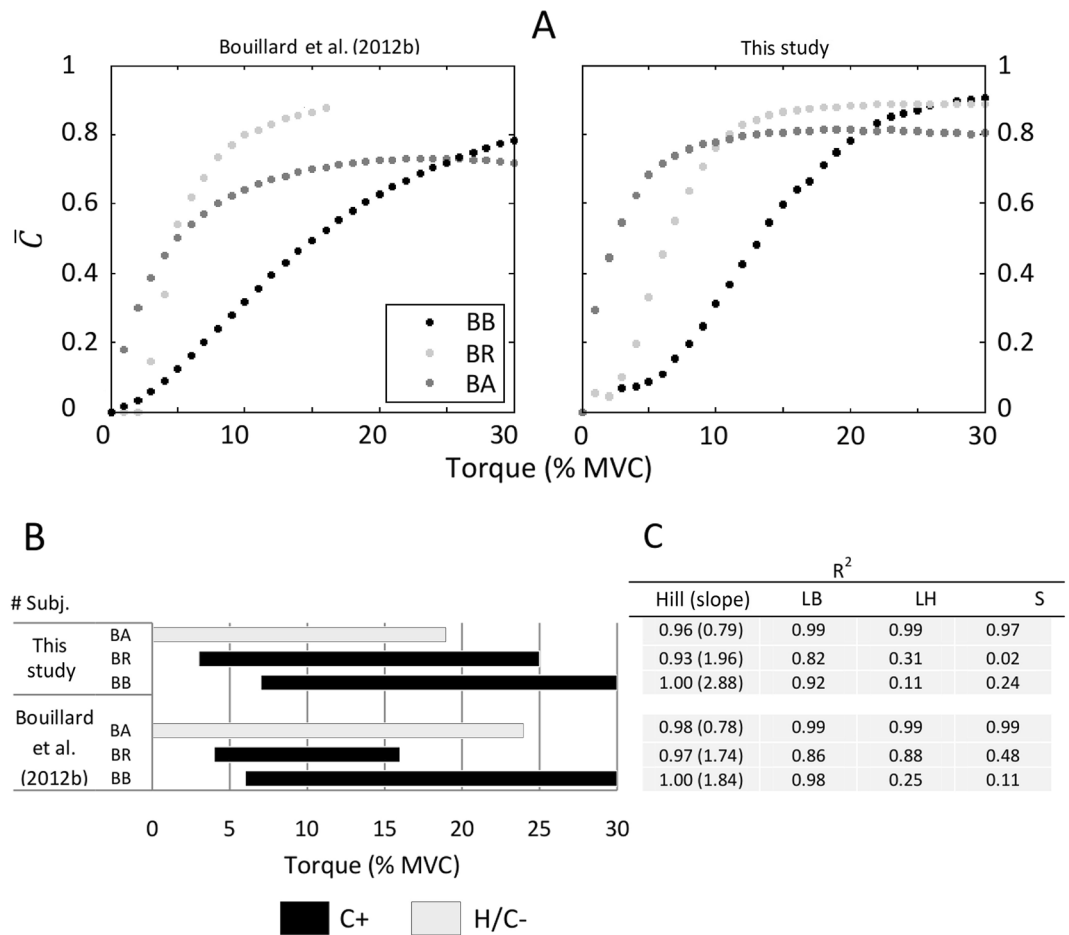 A
Bouillard et al. (2012b)
This study
1
0.8
0.6
0.4
0.2
0
C̅
BB
BR
BA
1
0.8
0.6
0.4
0.2
0
0 10 20 30
0 10 20 30
Torque (% MVC)
B
# Subj.
This
study
BA
BR
BB
Bouillard
et al.
(2012b)
BA
BR
BB
0 5 10 15 20 25 30
Torque (% MVC)
C+ H/C-
C
R²
Hill (slope) LB LH S
0.96 (0.79) 0.99 0.99 0.97
0.93 (1.96) 0.82 0.31 0.02
1.00 (2.88) 0.92 0.11 0.24
0.98 (0.78) 0.99 0.99 0.99
0.97 (1.74) 0.86 0.88 0.48
1.00 (1.84) 0.98 0.25 0.11